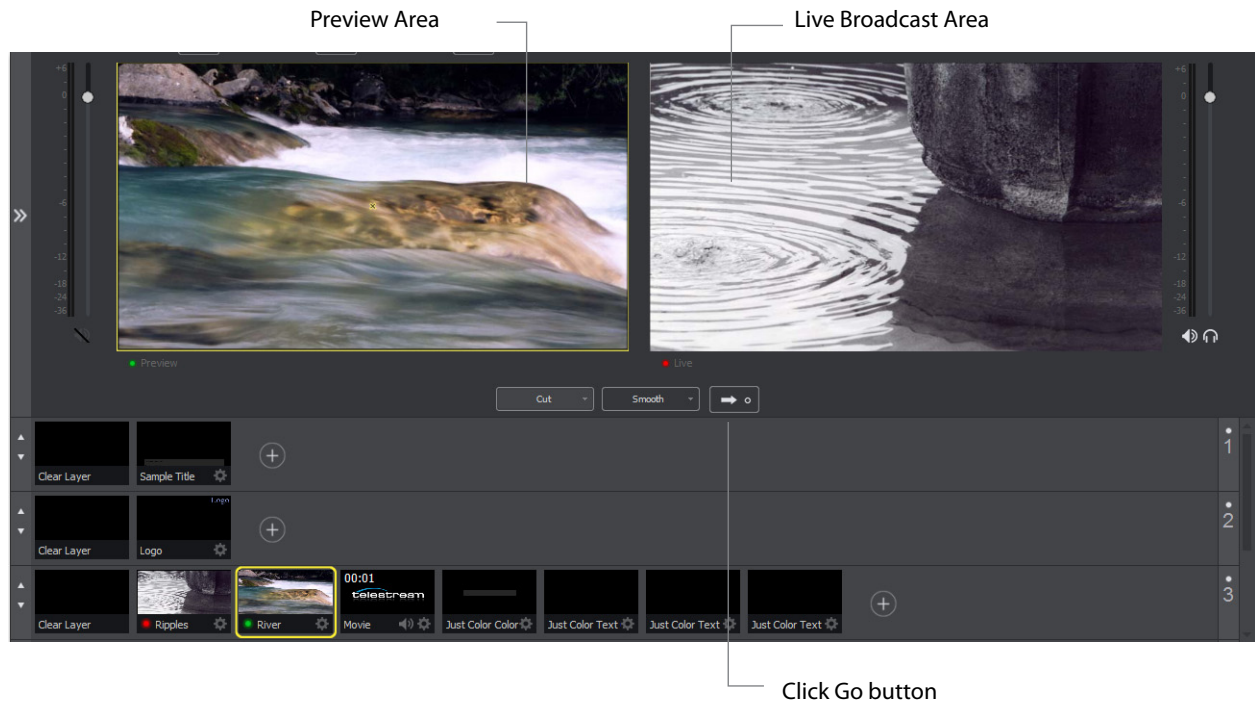 Preview Area
Live Broadcast Area
+6
0
-6
-12
-18
-24
-36
+6
0
-6
-12
-18
-24
-36
Preview
Live
Cut
Smooth
Clear Layer
Sample Title
1
Clear Layer
Logo
Logo
2
Clear Layer
Ripples
River
00:01
telestream
Movie
Just Color Color
Just Color Text
Just Color Text
Just Color Text
3
Click Go button